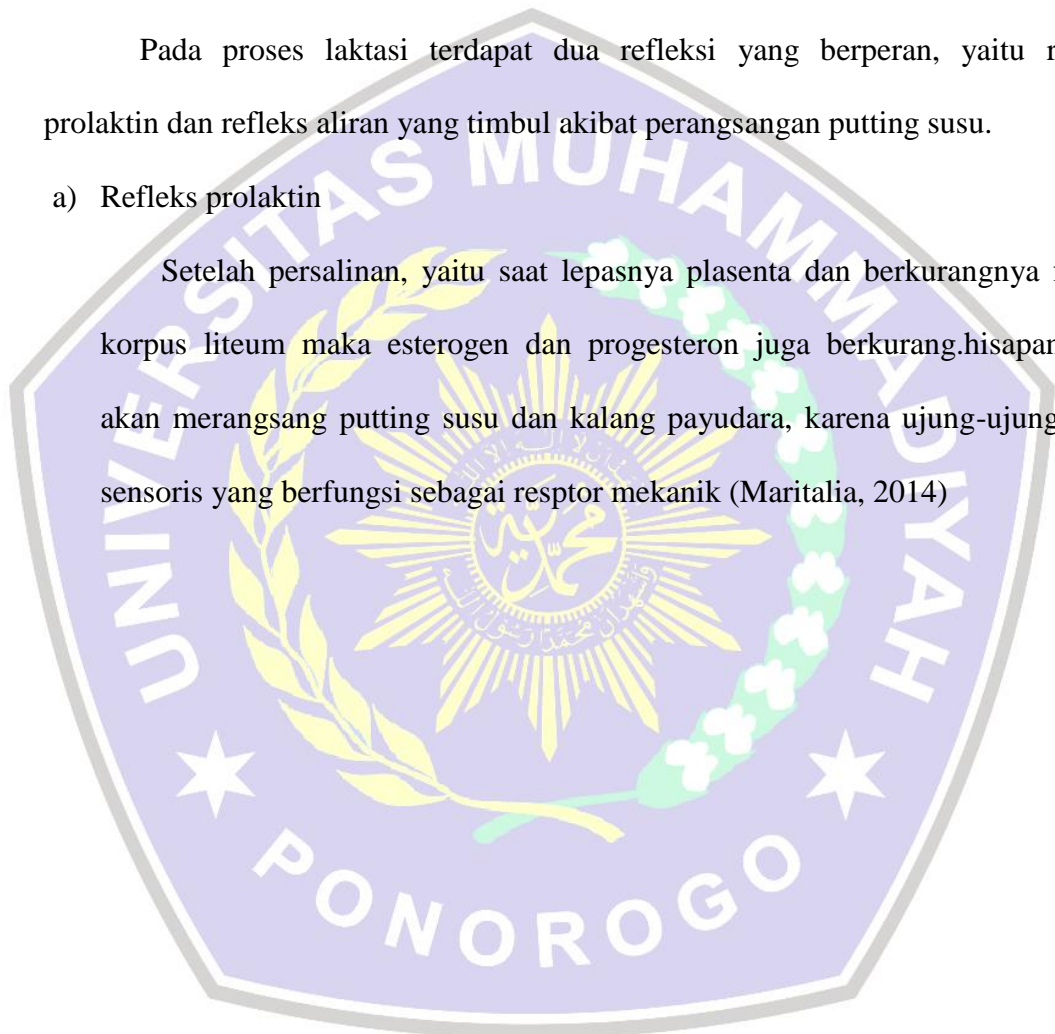 Pada proses laktasi terdapat dua refleksi yang berperan, yaitu
prolaktin dan refleks aliran yang timbul akibat perangsangan putting susu.
a) Refleks prolaktin
Setelah persalinan, yaitu saat lepasnya plasenta dan berkurangnya
korpus liteum maka esterogen dan progesteron juga berkurang.hisapan
akan merangsang putting susu dan kalang payudara, karena ujung-ujung
sensoris yang berfungsi sebagai resptor mekanik (Maritalia, 2014)
UNIVERSITAS MUHAMMADIYAH
محمدية
PONOROGO